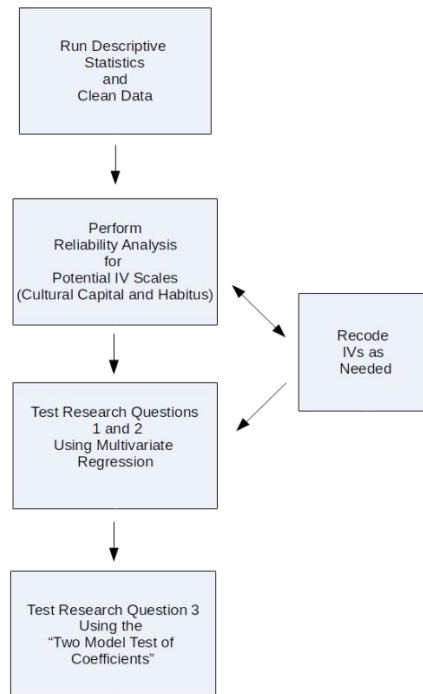 Run Descriptive
Statistics
and
Clean Data
Perform
Reliability Analysis
for
Potential IV Scales
(Cultural Capital and Habitus)
Recode
IVs as
Needed
Test Research Questions
1 and 2
Using Multivariate
Regression
Test Research Question 3
Using the
“Two Model Test of
Coefficients”